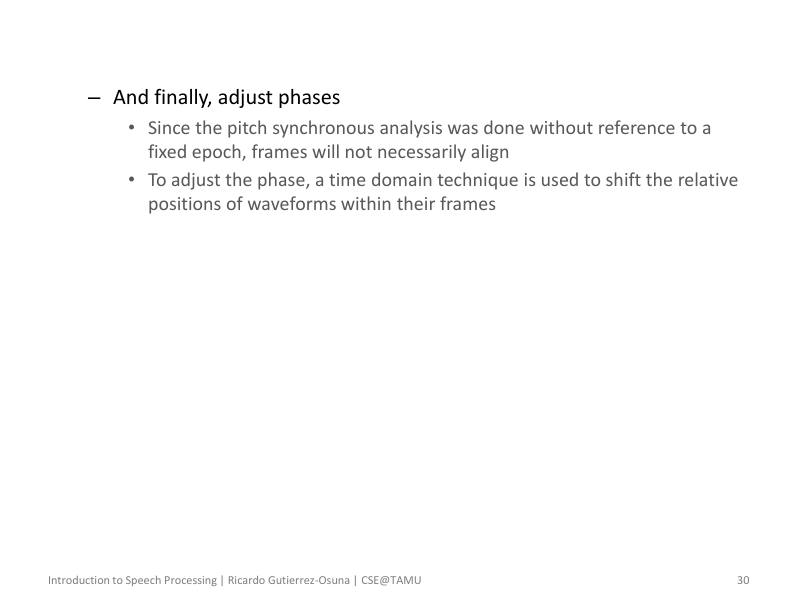 – And finally, adjust phases
• Since the pitch synchronous analysis was done without reference to a
fixed epoch, frames will not necessarily align
• To adjust the phase, a time domain technique is used to shift the relative
positions of waveforms within their frames
Introduction to Speech Processing | Ricardo Gutierrez-Osuna | CSE@TAMU
30